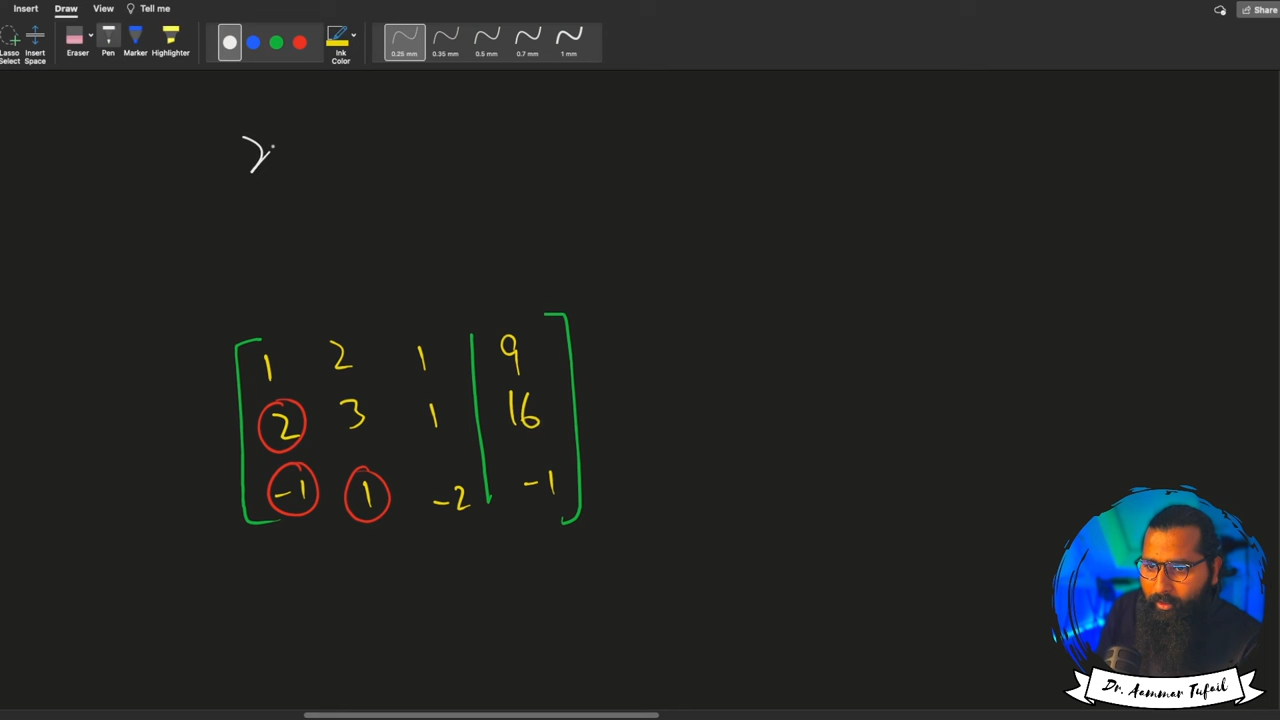 Insert Draw View Tell me Share
Lasso Select Insert Space Eraser Pen Marker Highlighter Ink Color 0.25 mm 0.35 mm 0.5 mm 0.7 mm 1 mm
1 2 1 9
2 3 1 16
-1 1 -2 -1
Dr. Aammar Tufail